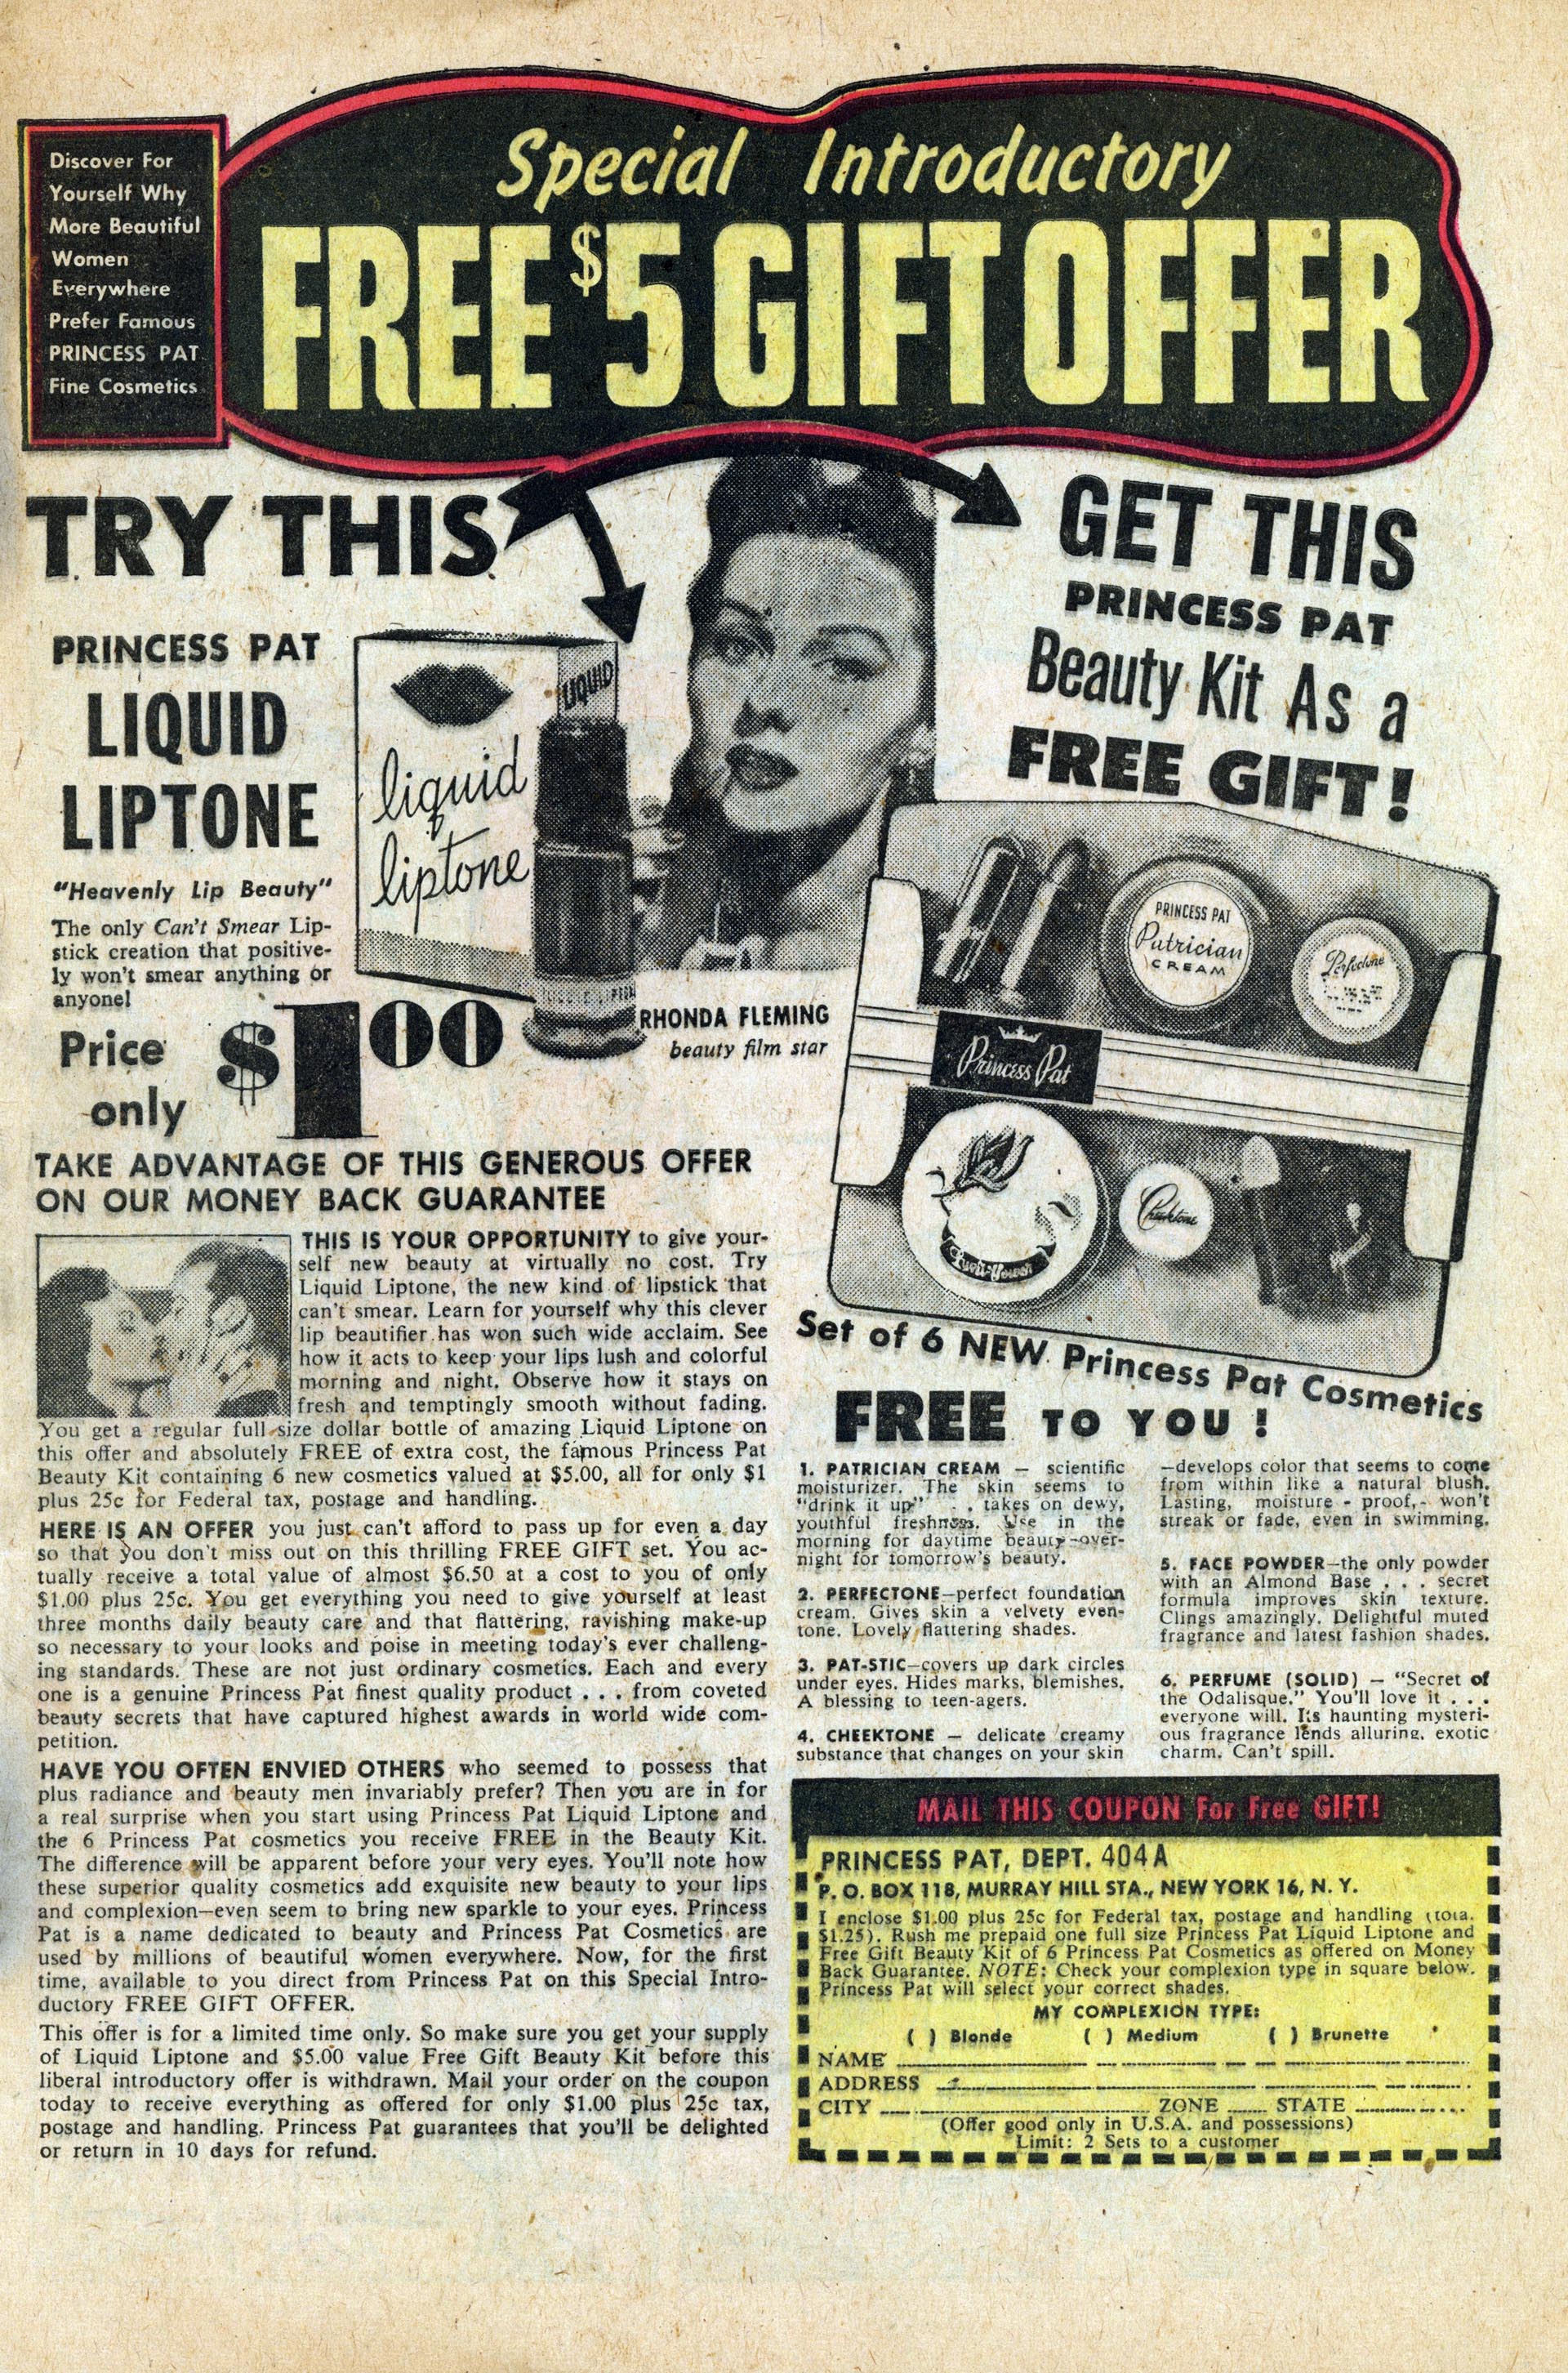 Discover For
Yourself Why
More Beautiful
Women
Everywhere
Prefer Famous
PRINCESS PAT
Fine Cosmetics
Special Introductory
FREE $5 GIFT OFFER
TRY THIS
PRINCESS PAT
LIQUID
LIPTONE
"Heavenly Lip Beauty"
The only Can't Smear Lip-
stick creation that positive-
ly won't smear anything or
anyone!
Price
only
$1.00
LIQUID
liquid
liptone
RHONDA FLEMING
beauty film star
GET THIS
PRINCESS PAT
Beauty Kit As a
FREE GIFT!
PRINCESS PAT
Patrician
CREAM
Perfectone
Princess Pat
Cheektone
Set of 6 NEW Princess Pat Cosmetics
FREE TO YOU!
TAKE ADVANTAGE OF THIS GENEROUS OFFER
ON OUR MONEY BACK GUARANTEE
THIS IS YOUR OPPORTUNITY to give your-
self new beauty at virtually no cost. Try
Liquid Liptone, the new kind of lipstick that
can't smear. Learn for yourself why this clever
lip beautifier has won such wide acclaim. See
how it acts to keep your lips lush and colorful
morning and night. Observe how it stays on
fresh and temptingly smooth without fading.
You get a regular full size dollar bottle of amazing Liquid Liptone on
this offer and absolutely FREE of extra cost, the famous Princess Pat
Beauty Kit containing 6 new cosmetics valued at $5.00, all for only $1
plus 25c for Federal tax, postage and handling.
HERE IS AN OFFER you just can't afford to pass up for even a day
so that you don't miss out on this thrilling FREE GIFT set. You ac-
tually receive a total value of almost $6.50 at a cost to you of only
$1.00 plus 25c. You get everything you need to give yourself at least
three months daily beauty care and that flattering, ravishing make-up
so necessary to your looks and poise in meeting today's ever challeng-
ing standards. These are not just ordinary cosmetics. Each and every
one is a genuine Princess Pat finest quality product . . . from coveted
beauty secrets that have captured highest awards in world wide com-
petition.
HAVE YOU OFTEN ENVIED OTHERS who seemed to possess that
plus radiance and beauty men invariably prefer? Then you are in for
a real surprise when you start using Princess Pat Liquid Liptone and
the 6 Princess Pat cosmetics you receive FREE in the Beauty Kit.
The difference will be apparent before your very eyes. You'll note how
these superior quality cosmetics add exquisite new beauty to your lips
and complexion—even seem to bring new sparkle to your eyes. Princess
Pat is a name dedicated to beauty and Princess Pat Cosmetics are
used by millions of beautiful women everywhere. Now, for the first
time, available to you direct from Princess Pat on this Special Intro-
ductory FREE GIFT OFFER.
This offer is for a limited time only. So make sure you get your supply
of Liquid Liptone and $5.00 value Free Gift Beauty Kit before this
liberal introductory offer is withdrawn. Mail your order on the coupon
today to receive everything as offered for only $1.00 plus 25c tax,
postage and handling. Princess Pat guarantees that you'll be delighted
or return in 10 days for refund.
1. PATRICIAN CREAM — scientific
moisturizer. The skin seems to
"drink it up" . . takes on dewy,
youthful freshness. Use in the
morning for daytime beauty—over-
night for tomorrow's beauty.
2. PERFECTONE—perfect foundation
cream. Gives skin a velvety even-
tone. Lovely flattering shades.
3. PAT-STIC—covers up dark circles
under eyes. Hides marks, blemishes.
A blessing to teen-agers.
4. CHEEKTONE — delicate creamy
substance that changes on your skin
—develops color that seems to come
from within like a natural blush.
Lasting, moisture - proof,- won't
streak or fade, even in swimming.
5. FACE POWDER—the only powder
with an Almond Base . . . secret
formula improves skin texture.
Clings amazingly. Delightful muted
fragrance and latest fashion shades.
6. PERFUME (SOLID) — "Secret of
the Odalisque." You'll love it . . .
everyone will. Its haunting mysteri-
ous fragrance lends alluring, exotic
charm. Can't spill.
MAIL THIS COUPON For Free GIFT!
PRINCESS PAT, DEPT. 404A
P. O. BOX 118, MURRAY HILL STA., NEW YORK 16, N. Y.
I enclose $1.00 plus 25c for Federal tax, postage and handling (tota.
$1.25). Rush me prepaid one full size Princess Pat Liquid Liptone and
Free Gift Beauty Kit of 6 Princess Pat Cosmetics as offered on Money
Back Guarantee. NOTE: Check your complexion type in square below.
Princess Pat will select your correct shades.
MY COMPLEXION TYPE:
( ) Blonde ( ) Medium ( ) Brunette
NAME
ADDRESS
CITY ZONE STATE
(Offer good only in U.S.A. and possessions)
Limit: 2 Sets to a customer